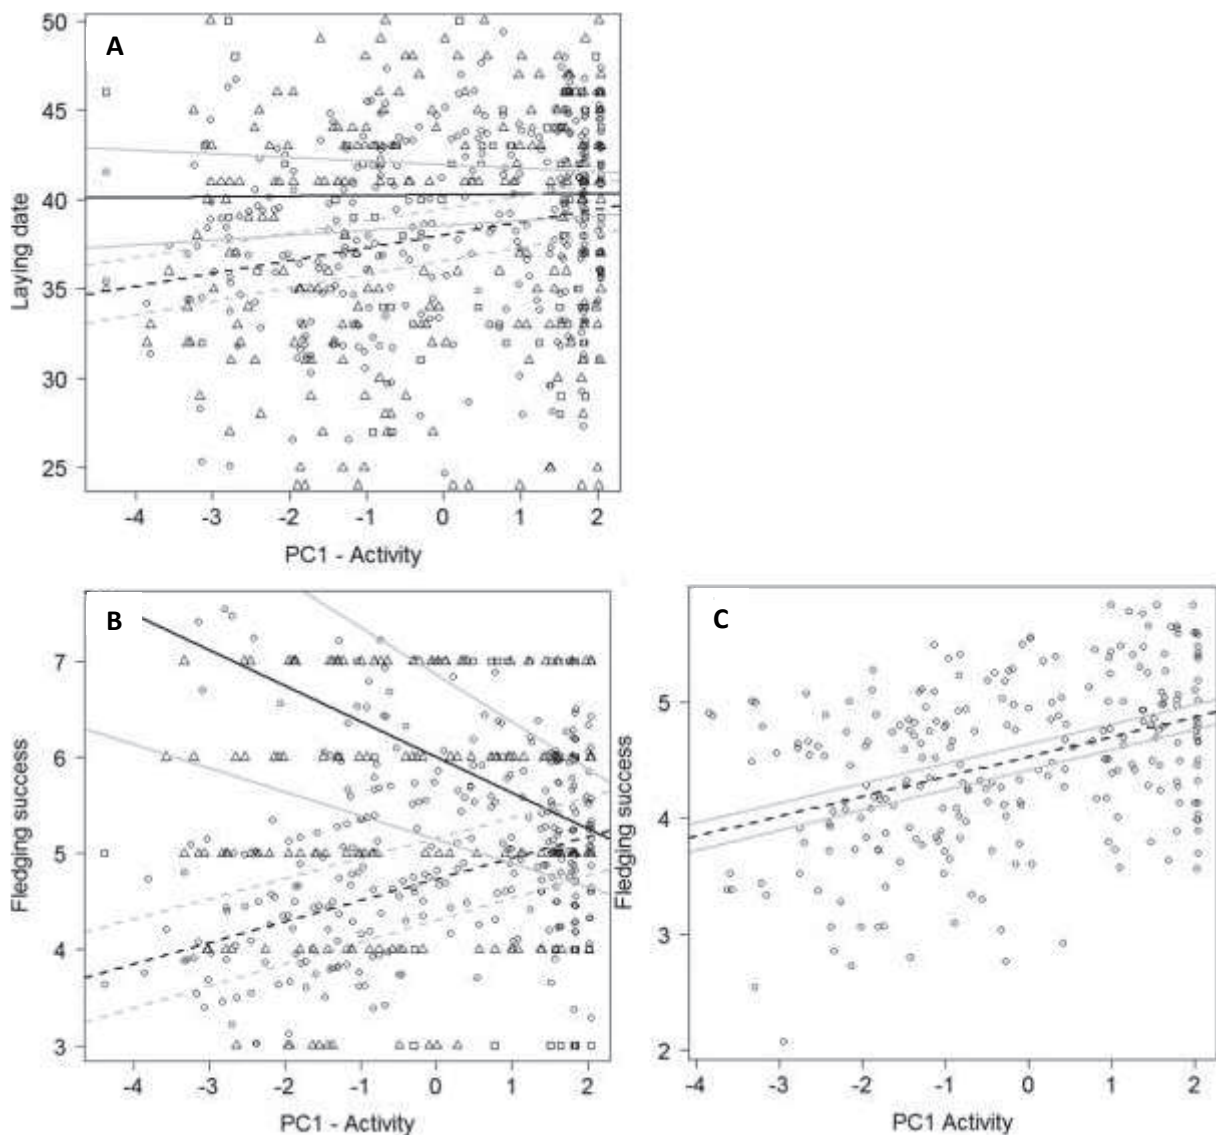 A
50
45
40
35
30
25
Laying date
-4 -3 -2 -1 0 1 2
PC1 - Activity
B
7
6
5
4
3
Fledging success
-4 -3 -2 -1 0 1 2
PC1 - Activity
C
5
4
3
2
Fledging success
-4 -3 -2 -1 0 1 2
PC1 Activity